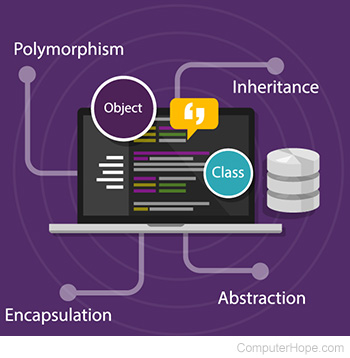 Polymorphism
Inheritance
Object
Class
Encapsulation
Abstraction
ComputerHope.com